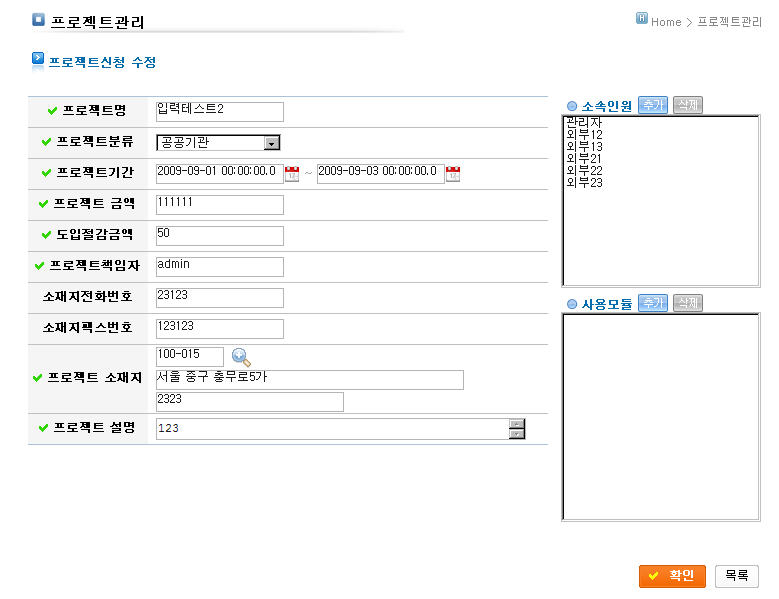 프로젝트관리
Home > 프로젝트관리
프로젝트신청 수정
프로젝트명 입력테스트2
프로젝트분류 공공기관
프로젝트기간 2009-09-01 00:00:00.0 ~ 2009-09-03 00:00:00.0
프로젝트 금액 111111
도입절감금액 50
프로젝트책임자 admin
소재지전화번호 23123
소재지팩스번호 123123
프로젝트 소재지 100-015
서울 중구 충무로5가
2323
프로젝트 설명 123
소속인원 추가 삭제
관리자
외부12
외부13
외부21
외부22
외부23
사용모듈 추가 삭제
확인 목록